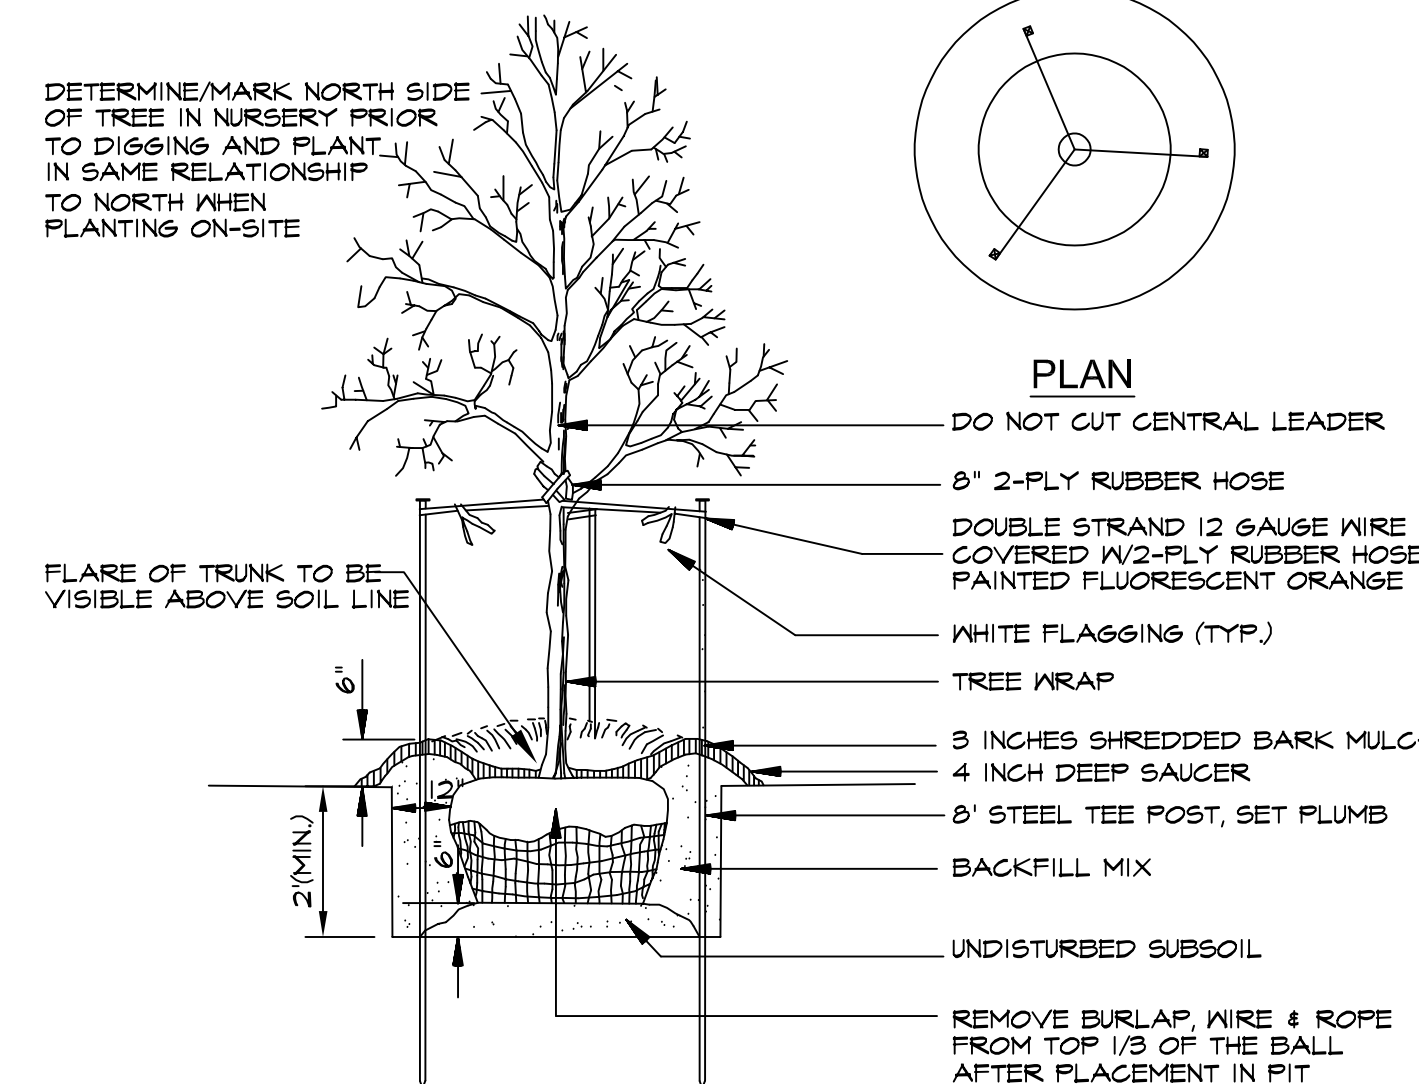 DETERMINE/MARK NORTH SIDE
OF TREE IN NURSERY PRIOR
TO DIGGING AND PLANT
IN SAME RELATIONSHIP
TO NORTH WHEN
PLANTING ON-SITE
PLAN
DO NOT CUT CENTRAL LEADER
8" 2-PLY RUBBER HOSE
DOUBLE STRAND 12 GAUGE WIRE
COVERED W/2-PLY RUBBER HOSE
PAINTED FLUORESCENT ORANGE
FLARE OF TRUNK TO BE
VISIBLE ABOVE SOIL LINE
WHITE FLAGGING (TYP.)
6"
TREE WRAP
3 INCHES SHREDDED BARK MULC
4 INCH DEEP SAUCER
12"
8' STEEL TEE POST, SET PLUMB
2'(MIN.)
6"
BACKFILL MIX
UNDISTURBED SUBSOIL
REMOVE BURLAP, WIRE & ROPE
FROM TOP 1/3 OF THE BALL
AFTER PLACEMENT IN PIT